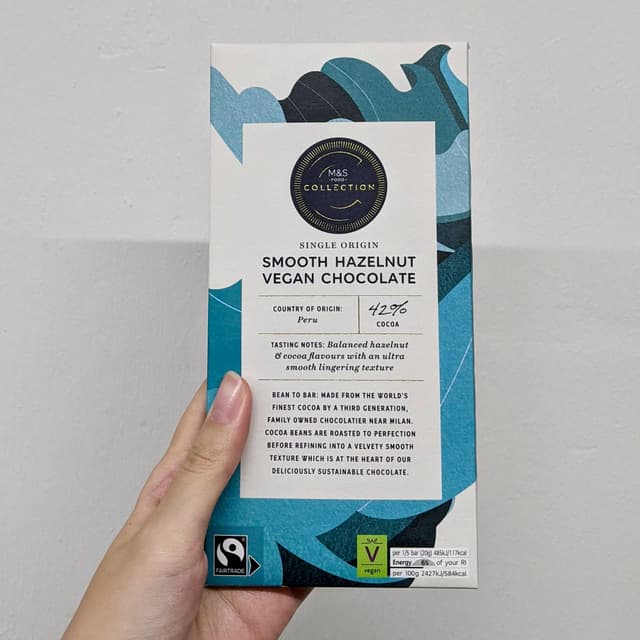 M&S
FOOD
COLLECTION
SINGLE ORIGIN
SMOOTH HAZELNUT
VEGAN CHOCOLATE
COUNTRY OF ORIGIN:
Peru
42%
COCOA
TASTING NOTES: Balanced hazelnut
& cocoa flavours with an ultra
smooth lingering texture
BEAN TO BAR: MADE FROM THE WORLD'S
FINEST COCOA BY A THIRD GENERATION,
FAMILY OWNED CHOCOLATIER NEAR MILAN.
COCOA BEANS ARE ROASTED TO PERFECTION
BEFORE REFINING INTO A VELVETY SMOOTH
TEXTURE WHICH IS AT THE HEART OF OUR
DELICIOUSLY SUSTAINABLE CHOCOLATE.
FAIRTRADE
V
vegan
per 1/5 bar (20g) 485kJ/117kcal
Energy 6% of your RI
per 100g 2427kJ/584kcal